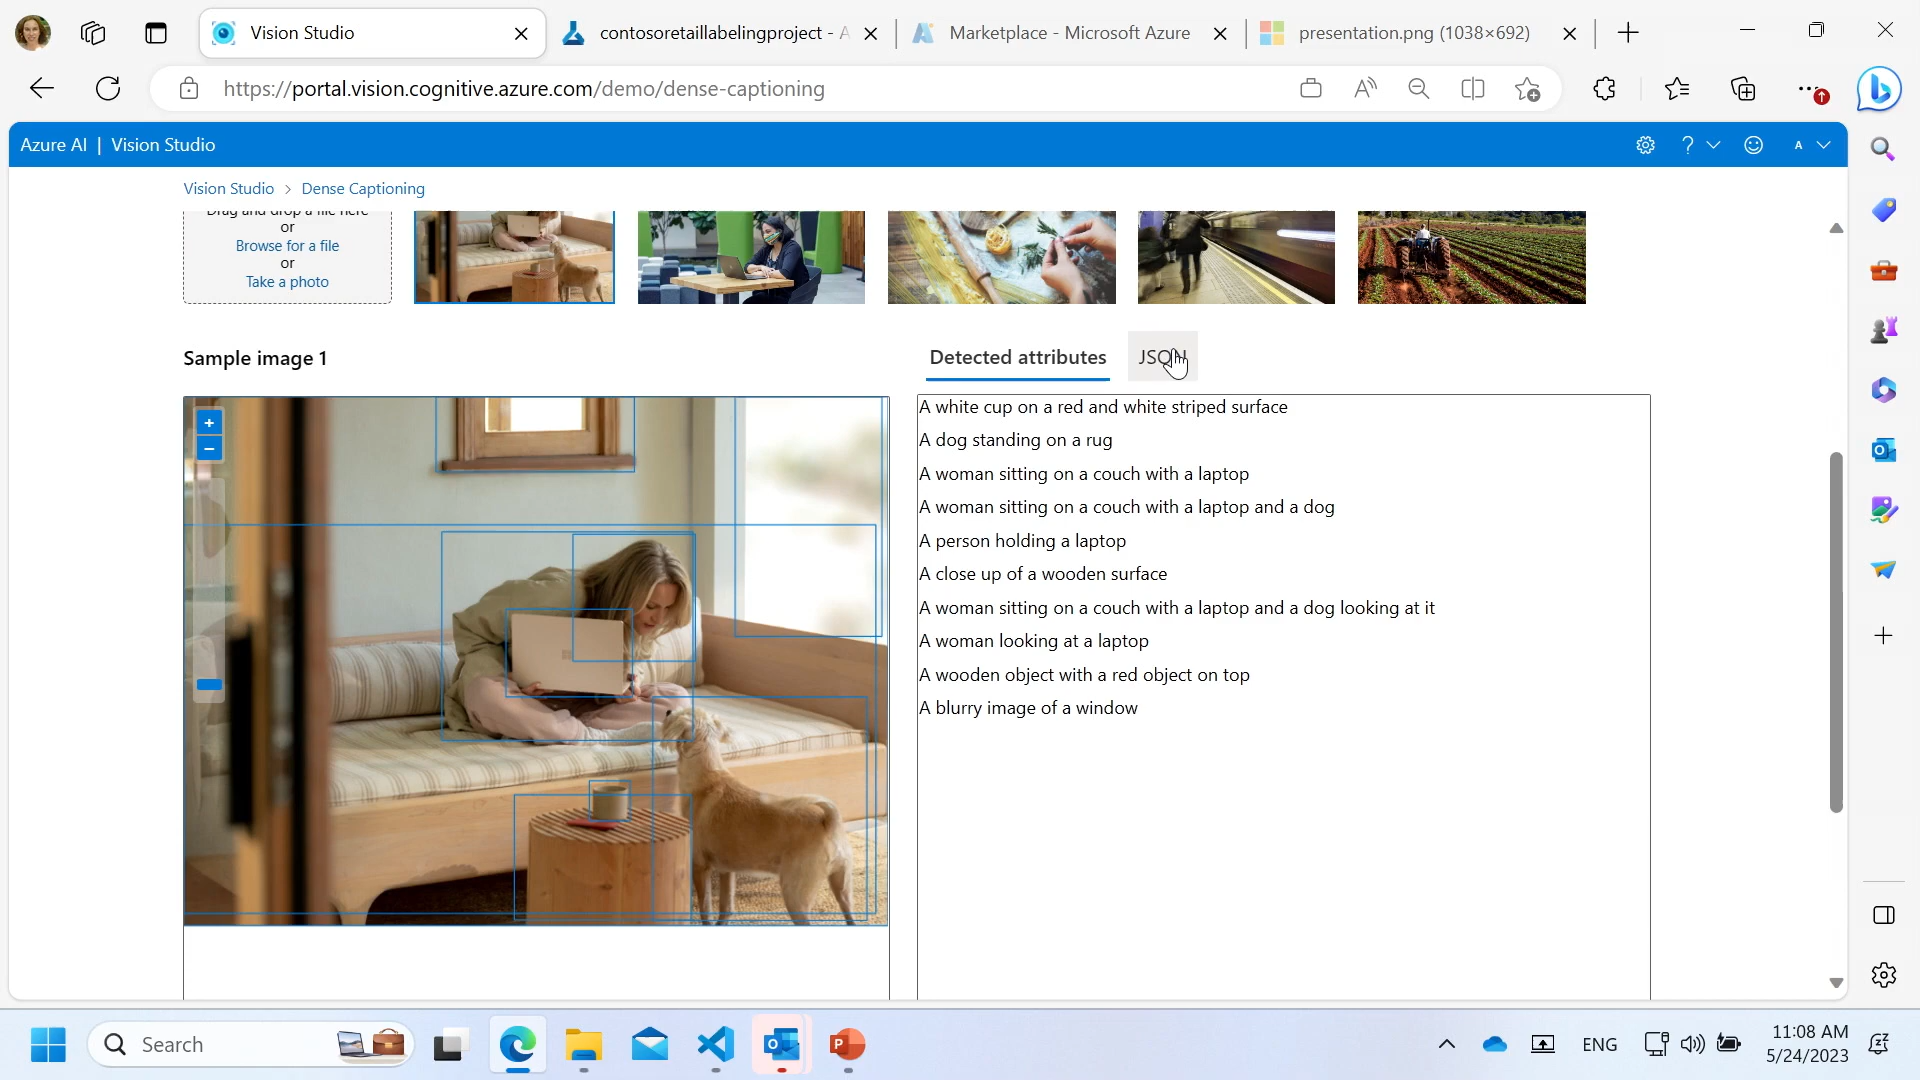 Vision Studio
contosoretaillabelingproject - A
Marketplace - Microsoft Azure
presentation.png (1038×692)
https://portal.vision.cognitive.azure.com/demo/dense-captioning
Azure AI | Vision Studio
? A
Vision Studio > Dense Captioning
Drag and drop a file here
or
Browse for a file
or
Take a photo
Sample image 1
Detected attributes
JSON
+
−
A white cup on a red and white striped surface
A dog standing on a rug
A woman sitting on a couch with a laptop
A woman sitting on a couch with a laptop and a dog
A person holding a laptop
A close up of a wooden surface
A woman sitting on a couch with a laptop and a dog looking at it
A woman looking at a laptop
A wooden object with a red object on top
A blurry image of a window
Search
ENG
11:08 AM
5/24/2023